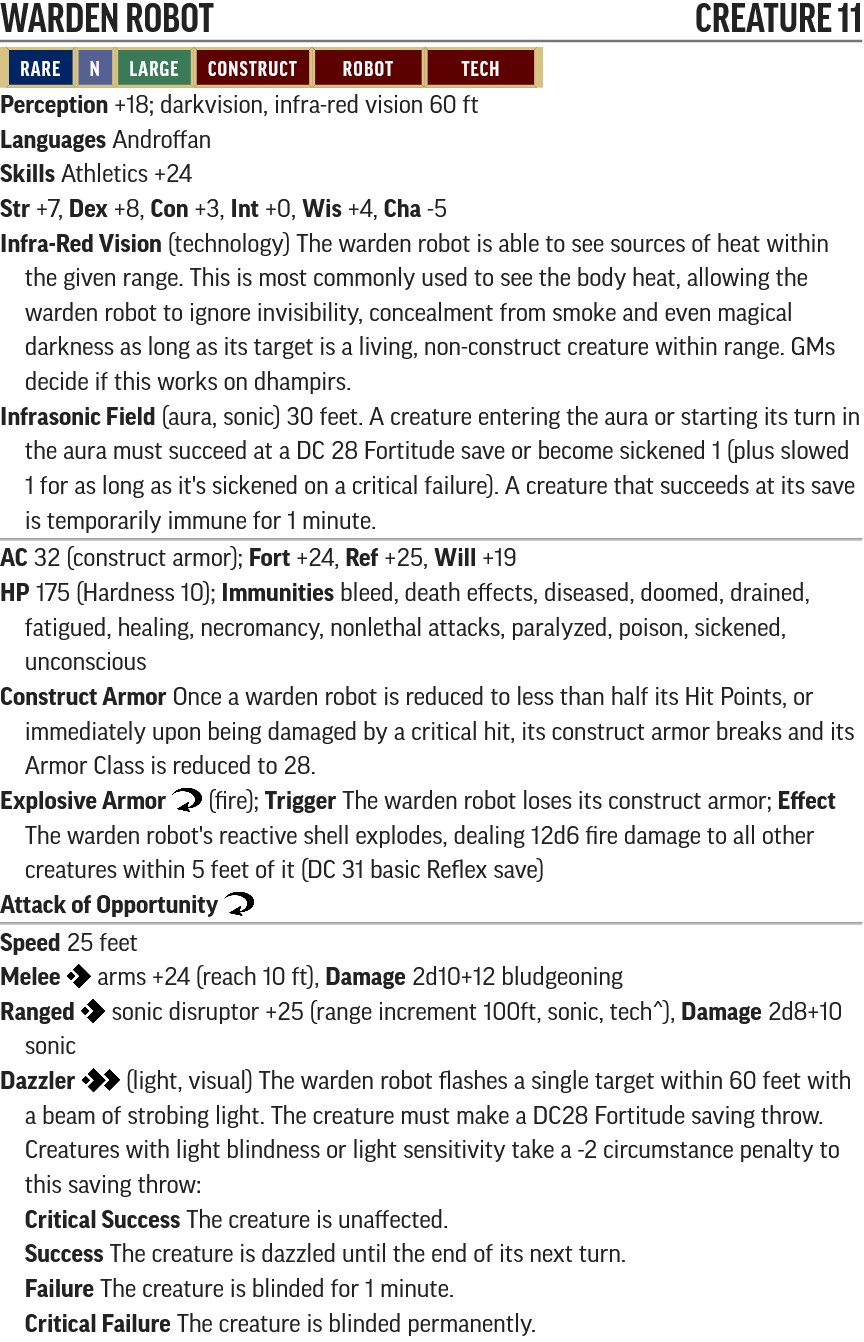 WARDEN ROBOT CREATURE 11
RARE N LARGE CONSTRUCT ROBOT TECH
Perception +18; darkvision, infra-red vision 60 ft
Languages Androffan
Skills Athletics +24
Str +7, Dex +8, Con +3, Int +0, Wis +4, Cha -5
Infra-Red Vision (technology) The warden robot is able to see sources of heat within
the given range. This is most commonly used to see the body heat, allowing the
warden robot to ignore invisibility, concealment from smoke and even magical
darkness as long as its target is a living, non-construct creature within range. GMs
decide if this works on dhampirs.
Infrasonic Field (aura, sonic) 30 feet. A creature entering the aura or starting its turn in
the aura must succeed at a DC 28 Fortitude save or become sickened 1 (plus slowed
1 for as long as it's sickened on a critical failure). A creature that succeeds at its save
is temporarily immune for 1 minute.
AC 32 (construct armor); Fort +24, Ref +25, Will +19
HP 175 (Hardness 10); Immunities bleed, death effects, diseased, doomed, drained,
fatigued, healing, necromancy, nonlethal attacks, paralyzed, poison, sickened,
unconscious
Construct Armor Once a warden robot is reduced to less than half its Hit Points, or
immediately upon being damaged by a critical hit, its construct armor breaks and its
Armor Class is reduced to 28.
Explosive Armor (fire); Trigger The warden robot loses its construct armor; Effect
The warden robot's reactive shell explodes, dealing 12d6 fire damage to all other
creatures within 5 feet of it (DC 31 basic Reflex save)
Attack of Opportunity
Speed 25 feet
Melee arms +24 (reach 10 ft), Damage 2d10+12 bludgeoning
Ranged sonic disruptor +25 (range increment 100ft, sonic, tech^), Damage 2d8+10
sonic
Dazzler (light, visual) The warden robot flashes a single target within 60 feet with
a beam of strobing light. The creature must make a DC28 Fortitude saving throw.
Creatures with light blindness or light sensitivity take a -2 circumstance penalty to
this saving throw:
Critical Success The creature is unaffected.
Success The creature is dazzled until the end of its next turn.
Failure The creature is blinded for 1 minute.
Critical Failure The creature is blinded permanently.